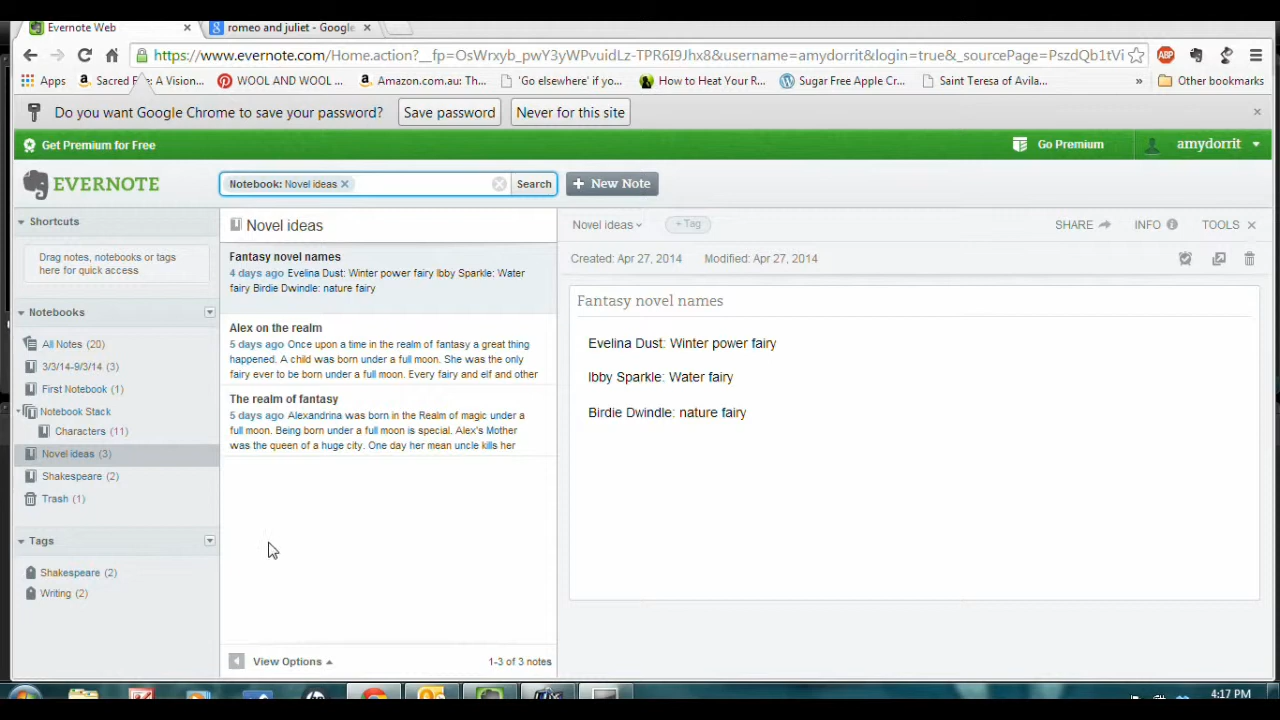 Evernote Web
romeo and juliet - Google
https://www.evernote.com/Home.action?__fp=QsWrxyb_pwY3yWPvuidLz-TPR6I9Jhx8&username=amydorrit&login=true&_sourcePage=PszdQb1tVi
Apps
Sacred Fire: A Vision...
WOOL AND WOOL ...
Amazon.com.au: Th...
'Go elsewhere' if yo...
How to Heat Your R...
Sugar Free Apple Cr...
Saint Teresa of Avila...
»
Other bookmarks
Do you want Google Chrome to save your password?
Save password
Never for this site
Get Premium for Free
Go Premium
amydorrit
EVERNOTE
Notebook: Novel ideas
Search
+ New Note
Shortcuts
Drag notes, notebooks or tags
here for quick access
Notebooks
All Notes (20)
3/3/14-9/3/14 (3)
First Notebook (1)
Notebook Stack
Characters (11)
Novel ideas (3)
Shakespeare (2)
Trash (1)
Tags
Shakespeare (2)
Writing (2)
Novel ideas
Fantasy novel names
4 days ago Evelina Dust: Winter power fairy Ibby Sparkle: Water
fairy Birdie Dwindle: nature fairy
Alex on the realm
5 days ago Once upon a time in the realm of fantasy a great thing
happened. A child was born under a full moon. She was the only
fairy ever to be born under a full moon. Every fairy and elf and other
The realm of fantasy
5 days ago Alexandrina was born in the Realm of magic under a
full moon. Being born under a full moon is special. Alex's Mother
was the queen of a huge city. One day her mean uncle kills her
View Options
1-3 of 3 notes
Novel ideas
+ Tag
SHARE
INFO
TOOLS
Created: Apr 27, 2014
Modified: Apr 27, 2014
Fantasy novel names
Evelina Dust: Winter power fairy
Ibby Sparkle: Water fairy
Birdie Dwindle: nature fairy
4:17 PM